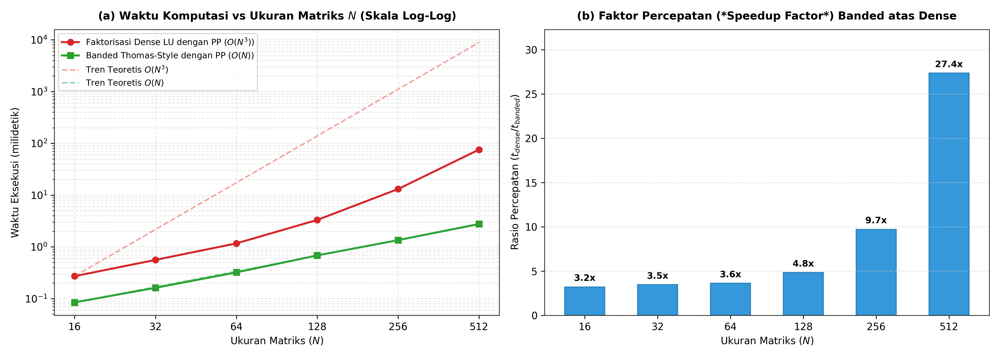 (a) Waktu Komputasi vs Ukuran Matriks N (Skala Log-Log)
Waktu Eksekusi (milidetik)
10⁴
10³
10²
10¹
10⁰
10⁻¹
Faktorisasi Dense LU dengan PP (O(N³))
Banded Thomas-Style dengan PP (O(N))
Tren Teoretis O(N³)
Tren Teoretis O(N)
16 32 64 128 256 512
Ukuran Matriks (N)
(b) Faktor Percepatan (*Speedup Factor*) Banded atas Dense
Rasio Percepatan (t_dense/t_banded)
30
25
20
15
10
5
0
3.2x
3.5x
3.6x
4.8x
9.7x
27.4x
16 32 64 128 256 512
Ukuran Matriks (N)